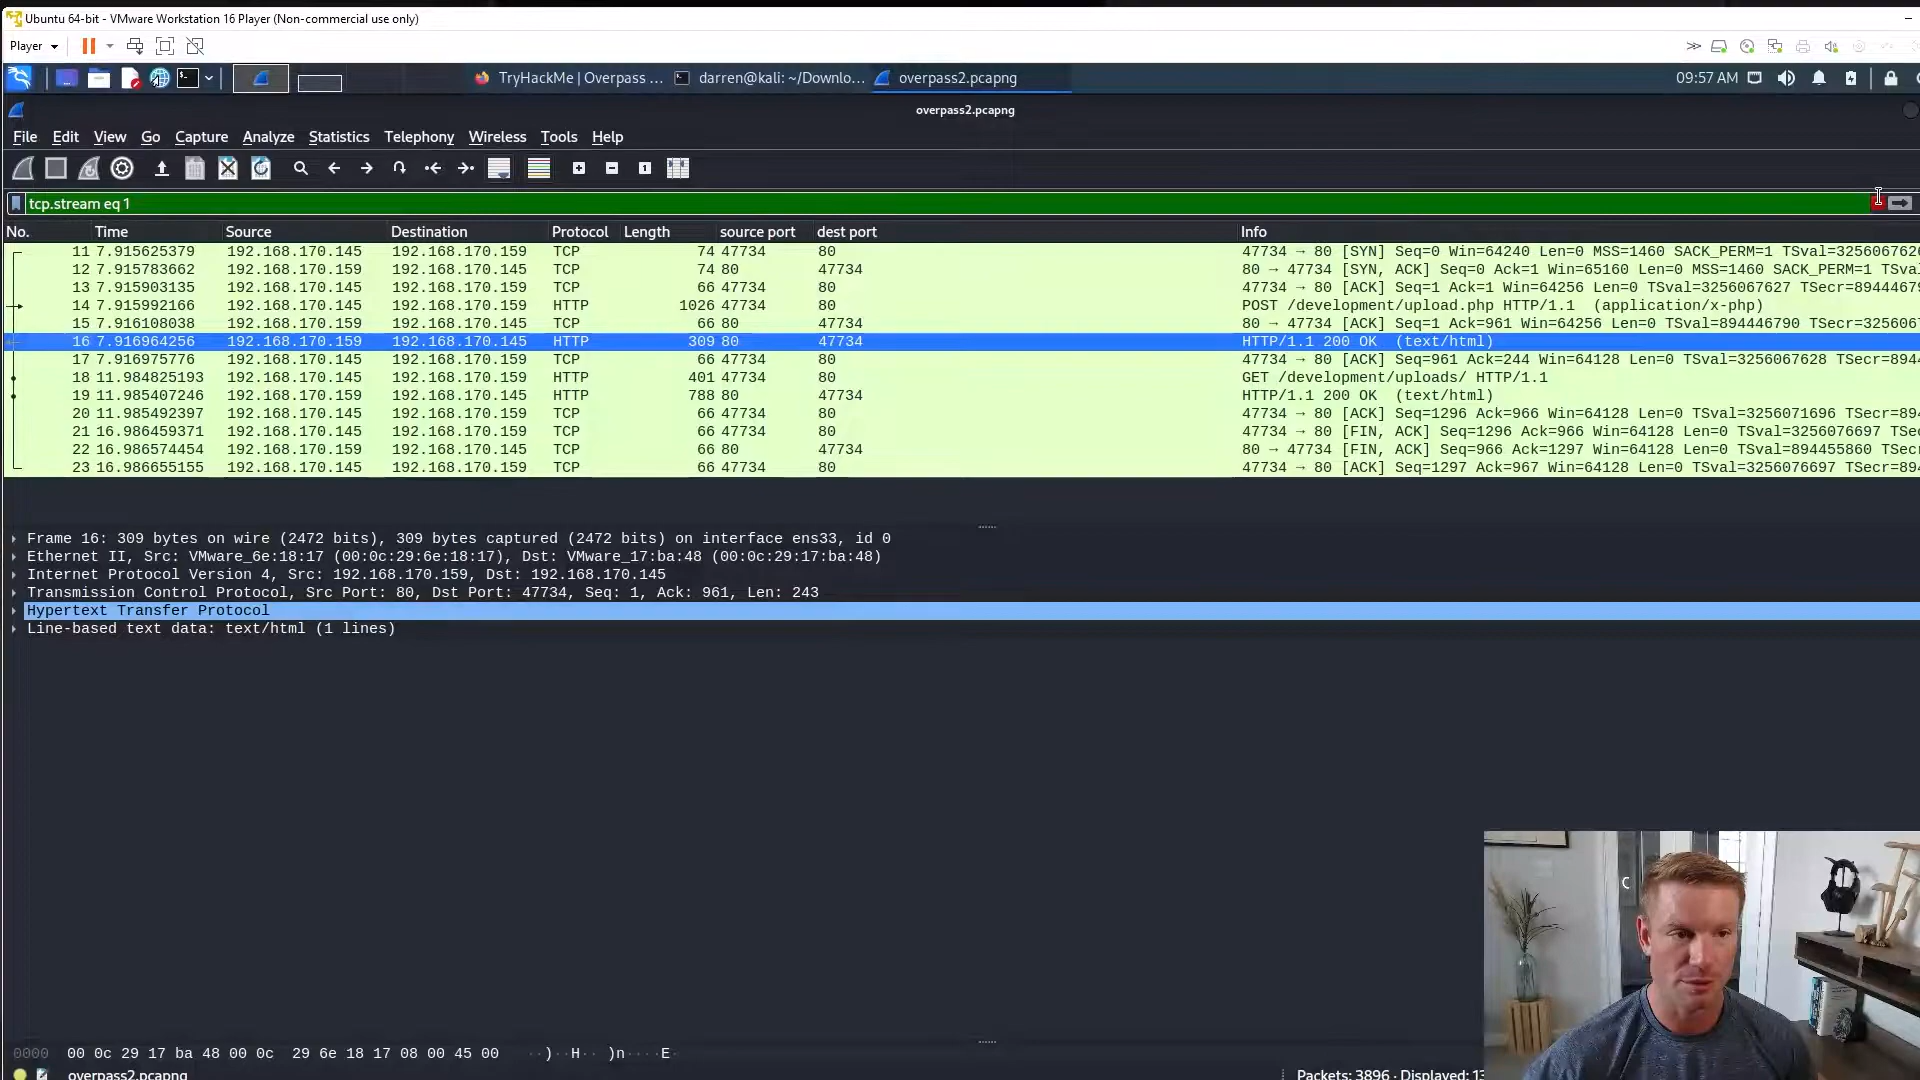 Ubuntu 64-bit - VMware Workstation 16 Player (Non-commercial use only)
Player
TryHackMe | Overpass ...
darren@kali: ~/Downlo...
overpass2.pcapng
09:57 AM
overpass2.pcapng
File Edit View Go Capture Analyze Statistics Telephony Wireless Tools Help
tcp.stream eq 1
No. Time Source Destination Protocol Length source port dest port Info
11 7.915625379 192.168.170.145 192.168.170.159 TCP 74 47734 80 47734 → 80 [SYN] Seq=0 Win=64240 Len=0 MSS=1460 SACK_PERM=1 TSval=3256067626
12 7.915783662 192.168.170.159 192.168.170.145 TCP 74 80 47734 80 → 47734 [SYN, ACK] Seq=0 Ack=1 Win=65160 Len=0 MSS=1460 SACK_PERM=1 TSva
13 7.915903135 192.168.170.145 192.168.170.159 TCP 66 47734 80 47734 → 80 [ACK] Seq=1 Ack=1 Win=64256 Len=0 TSval=3256067627 TSecr=89444679
14 7.915992166 192.168.170.145 192.168.170.159 HTTP 1026 47734 80 POST /development/upload.php HTTP/1.1 (application/x-php)
15 7.916108038 192.168.170.159 192.168.170.145 TCP 66 80 47734 80 → 47734 [ACK] Seq=1 Ack=961 Win=64256 Len=0 TSval=894446790 TSecr=325606
16 7.916964256 192.168.170.159 192.168.170.145 HTTP 309 80 47734 HTTP/1.1 200 OK (text/html)
17 7.916975776 192.168.170.145 192.168.170.159 TCP 66 47734 80 47734 → 80 [ACK] Seq=961 Ack=244 Win=64128 Len=0 TSval=3256067628 TSecr=894
18 11.984825193 192.168.170.145 192.168.170.159 HTTP 401 47734 80 GET /development/uploads/ HTTP/1.1
19 11.985407246 192.168.170.159 192.168.170.145 HTTP 788 80 47734 HTTP/1.1 200 OK (text/html)
20 11.985492397 192.168.170.145 192.168.170.159 TCP 66 47734 80 47734 → 80 [ACK] Seq=1296 Ack=966 Win=64128 Len=0 TSval=3256071696 TSecr=89
21 16.986459371 192.168.170.145 192.168.170.159 TCP 66 47734 80 47734 → 80 [FIN, ACK] Seq=1296 Ack=966 Win=64128 Len=0 TSval=3256076697 TS
22 16.986574454 192.168.170.159 192.168.170.145 TCP 66 80 47734 80 → 47734 [FIN, ACK] Seq=966 Ack=1297 Win=64128 Len=0 TSval=894455860 TSec
23 16.986655155 192.168.170.145 192.168.170.159 TCP 66 47734 80 47734 → 80 [ACK] Seq=1297 Ack=967 Win=64128 Len=0 TSval=3256076697 TSecr=89
Frame 16: 309 bytes on wire (2472 bits), 309 bytes captured (2472 bits) on interface ens33, id 0
Ethernet II, Src: VMware_6e:18:17 (00:0c:29:6e:18:17), Dst: VMware_17:ba:48 (00:0c:29:17:ba:48)
Internet Protocol Version 4, Src: 192.168.170.159, Dst: 192.168.170.145
Transmission Control Protocol, Src Port: 80, Dst Port: 47734, Seq: 1, Ack: 961, Len: 243
Hypertext Transfer Protocol
Line-based text data: text/html (1 lines)
0000 00 0c 29 17 ba 48 00 0c 29 6e 18 17 08 00 45 00 ··)··H·· )n····E·
overpass2.pcapng
Packets: 3896 · Displayed: 13